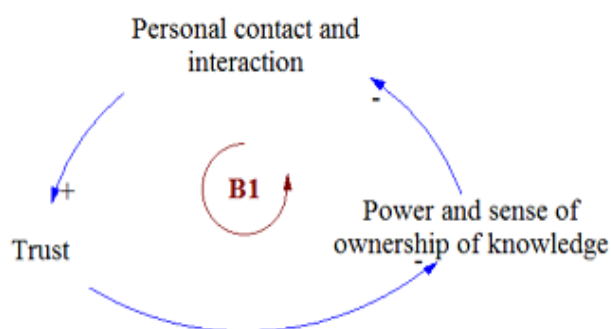 Personal contact and
interaction
-
+
B1
Trust
Power and sense of
ownership of knowledge
-